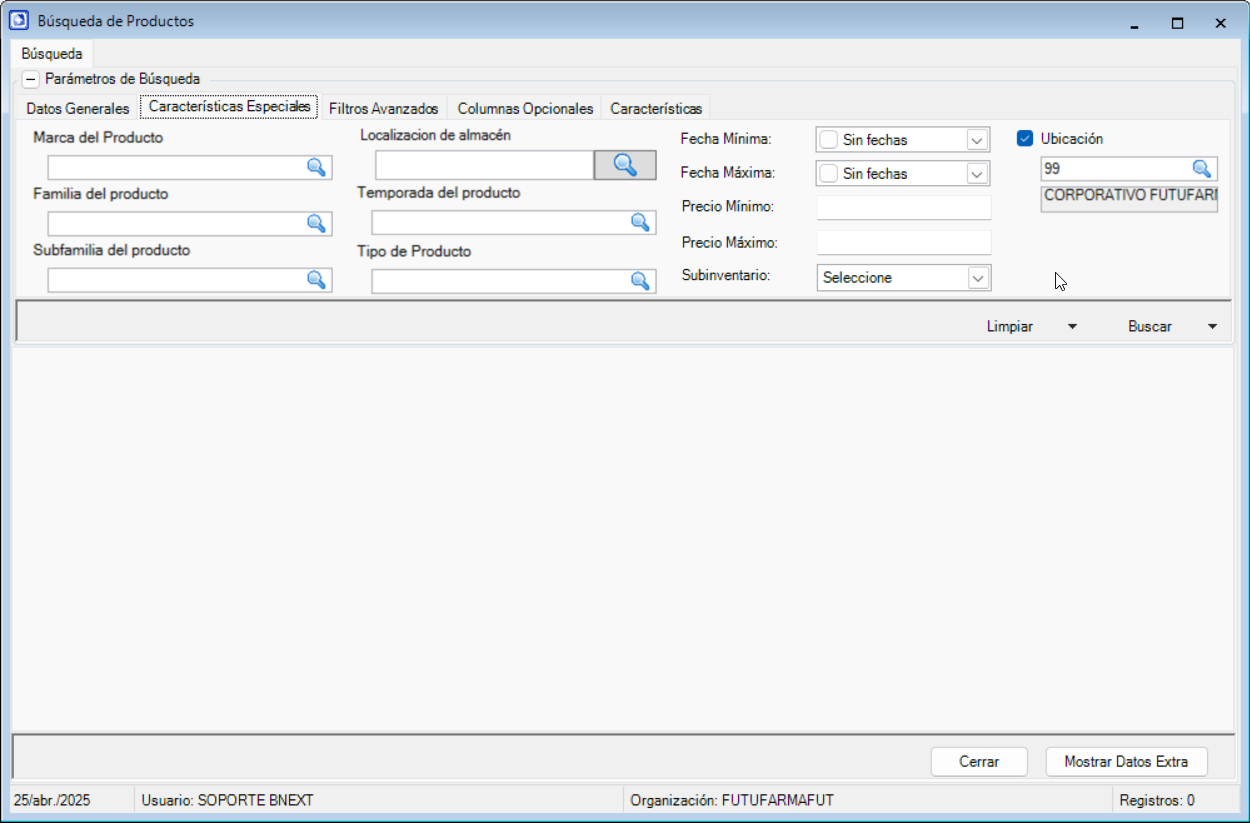 Búsqueda de Productos
Búsqueda
Parámetros de Búsqueda
Datos Generales
Características Especiales
Filtros Avanzados
Columnas Opcionales
Características
Marca del Producto
Familia del producto
Subfamilia del producto
Localizacion de almacén
Temporada del producto
Tipo de Producto
Fecha Mínima:
Sin fechas
Fecha Máxima:
Sin fechas
Precio Mínimo:
Precio Máximo:
Subinventario:
Seleccione
Ubicación
99
CORPORATIVO FUTUFAR
Limpiar
Buscar
Cerrar
Mostrar Datos Extra
25/abr./2025
Usuario: SOPORTE BNEXT
Organización: FUTUFARMAFUT
Registros: 0